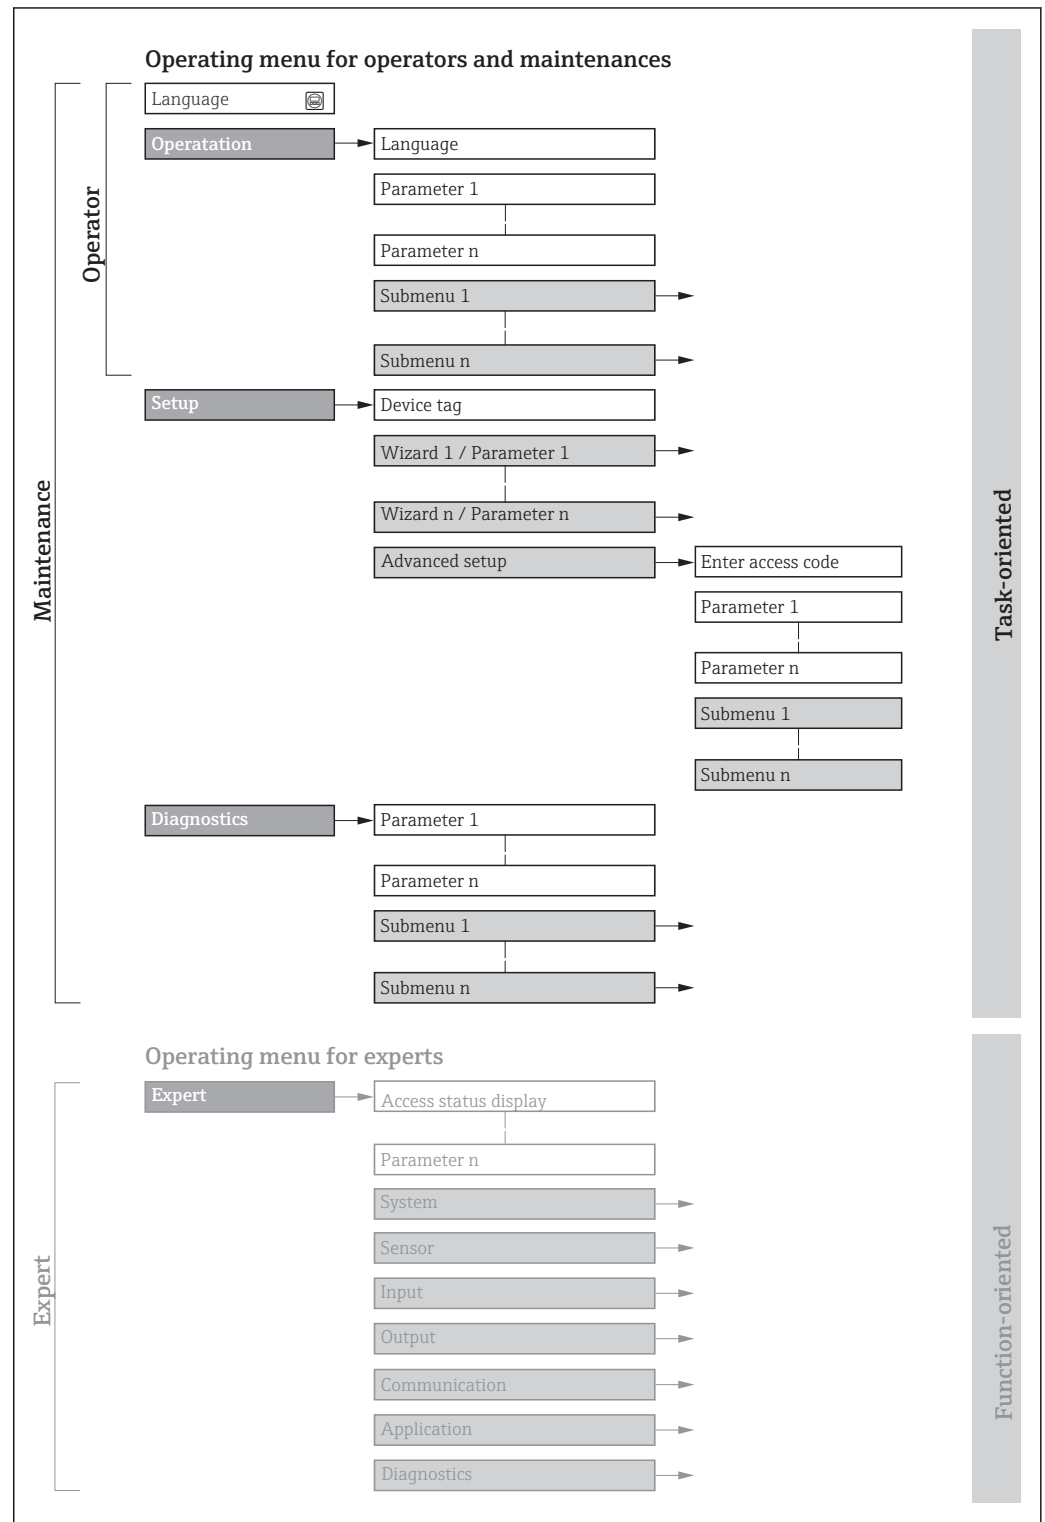 Operating menu for operators and maintenances
Language
Operatation
Language
Parameter 1
Parameter n
Submenu 1
Submenu n
Operator
Setup
Device tag
Wizard 1 / Parameter 1
Wizard n / Parameter n
Advanced setup
Enter access code
Parameter 1
Parameter n
Submenu 1
Submenu n
Maintenance
Task-oriented
Diagnostics
Parameter 1
Parameter n
Submenu 1
Submenu n
Operating menu for experts
Expert
Access status display
Parameter n
System
Sensor
Input
Output
Communication
Application
Diagnostics
Expert
Function-oriented